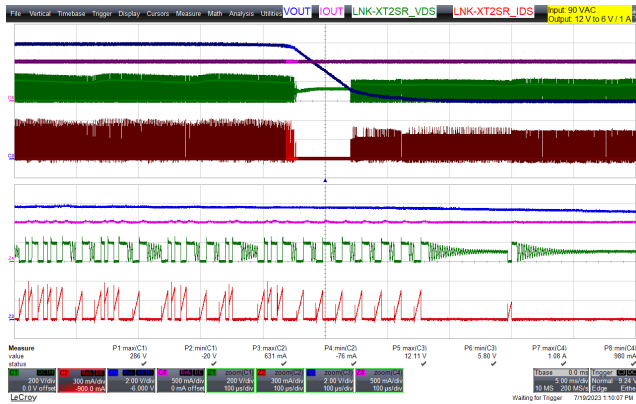 File Vertical Timebase Trigger Display Cursors Measure Math Analysis Utilities
VOUT IOUT LNK-XT2SR_VDS LNK-XT2SR_IDS
Input: 90 VAC
Output: 12 V to 6 V / 1 A
Measure P1:max(C1) P2:min(C1) P3:max(C2) P4:min(C2) P5:max(C3) P6:min(C3) P7:max(C4) P8:min(C4)
value 286 V -20 V 631 mA -76 mA 12.11 V 5.80 V 1.08 A 980 mA
status
zoom(C1) zoom(C2) zoom(C3) zoom(C4) Tbase 0.0 ms Trigger
200 V/div 300 mA/div 2.00 V/div 500 mA/div 200 V/div 300 mA/div 2.00 V/div 500 mA/div 5.00 ms/div Normal 9.24 V
0.0 V offset -900.0 mA -6.000 V 0 mA offset 100 µs/div 100 µs/div 100 µs/div 100 µs/div 10 MS 200 MS/s Edge
LeCroy
Waiting for Trigger 7/19/2023 1:10:07 PM